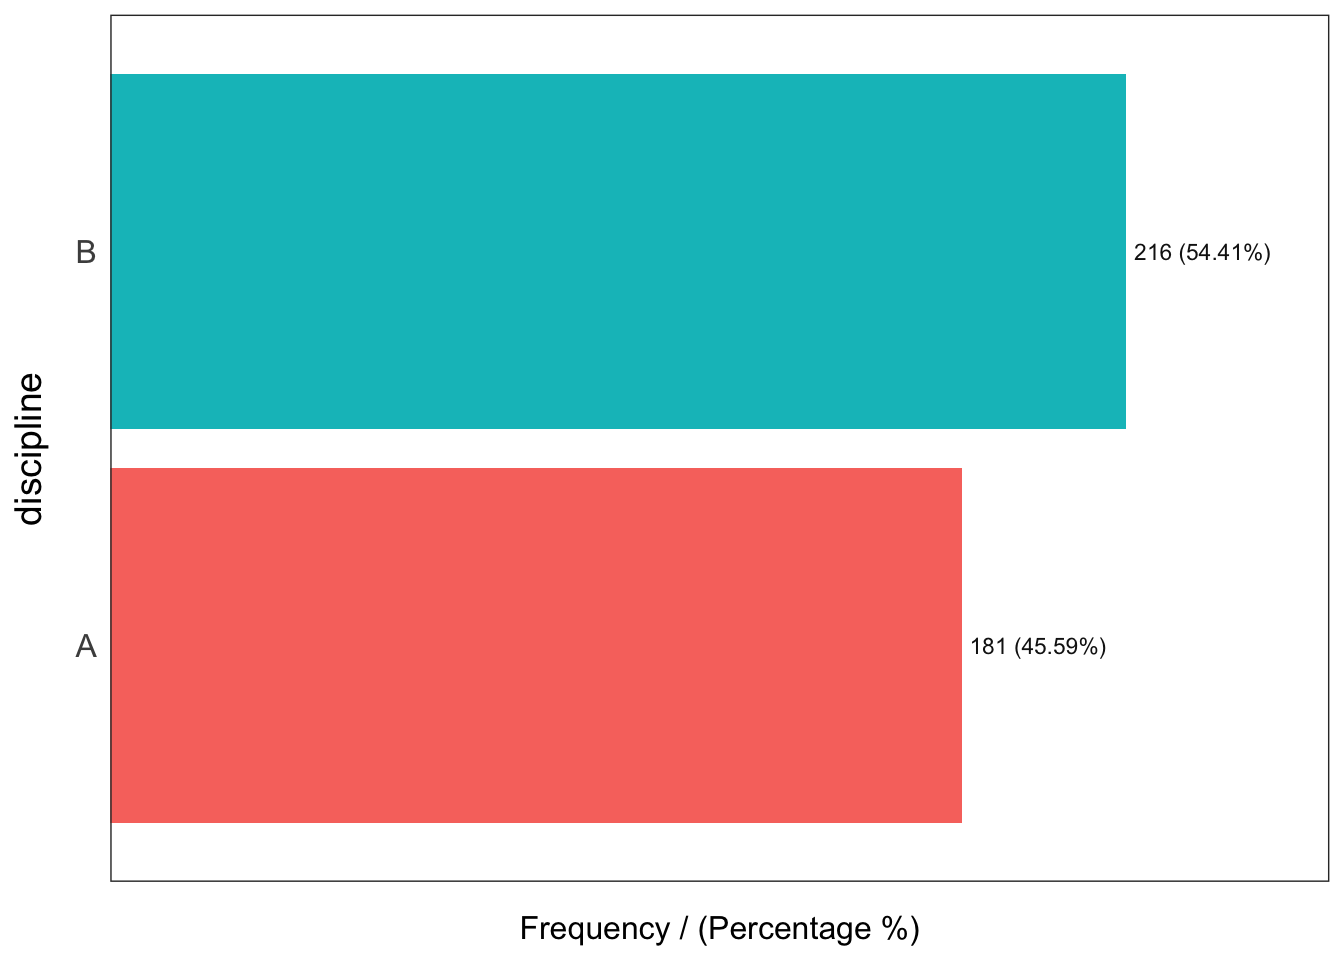 B
216 (54.41%)
discipline
A
181 (45.59%)
Frequency / (Percentage %)